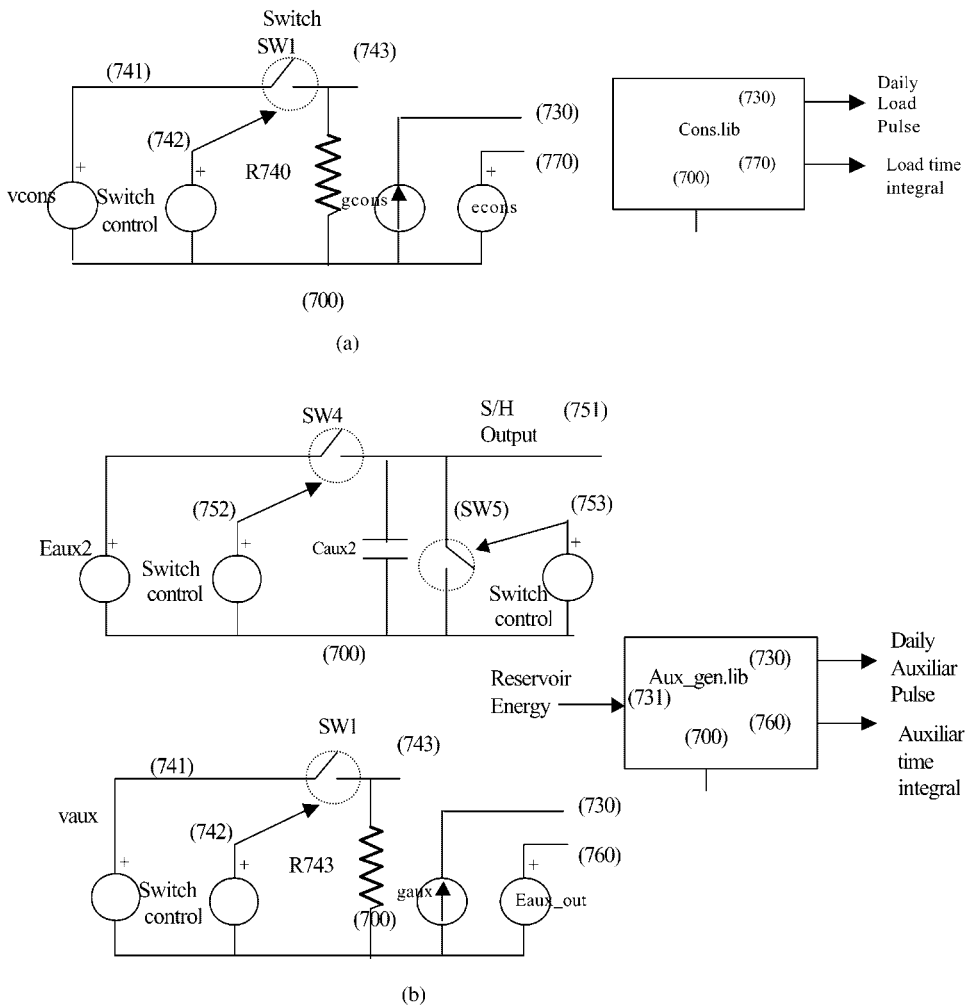 Switch
SW1
(743)
(741)
(742)
(730)
(770)
+
+
+
vcons
Switch
control
R740
gcons
econs
(700)
(a)
(730)
Cons.lib
(770)
(700)
Daily
Load
Pulse
Load time
integral
SW4
S/H
Output
(751)
(752)
(SW5)
(753)
+
+
+
Eaux2
Switch
control
Caux2
Switch
control
(700)
Reservoir
Energy
(730)
Aux_gen.lib
(731)
(760)
(700)
Daily
Auxiliar
Pulse
Auxiliar
time
integral
SW1
(743)
(741)
vaux
(742)
(730)
(760)
+
+
+
Switch
control
R743
(700)
gaux
Eaux_out
(b)